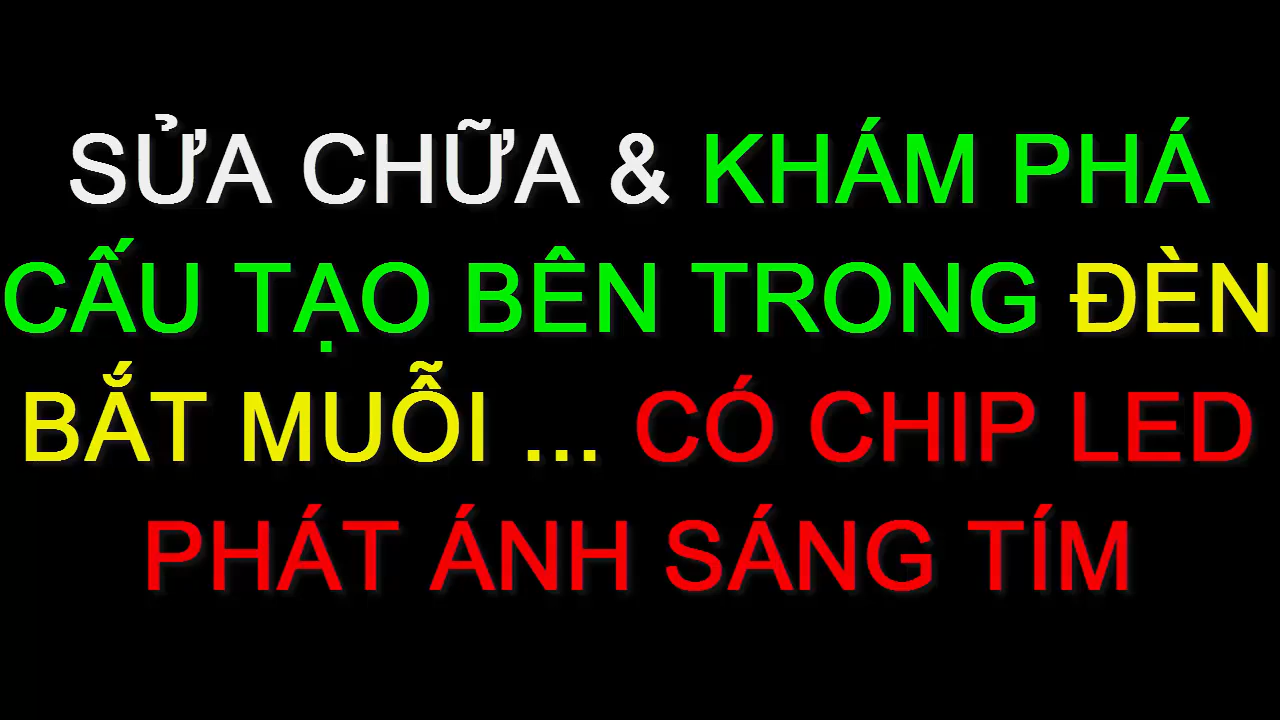 SỬA CHỮA & KHÁM PHÁ
CẤU TẠO BÊN TRONG ĐÈN
BẮT MUỖI ... CÓ CHIP LED
PHÁT ÁNH SÁNG TÍM